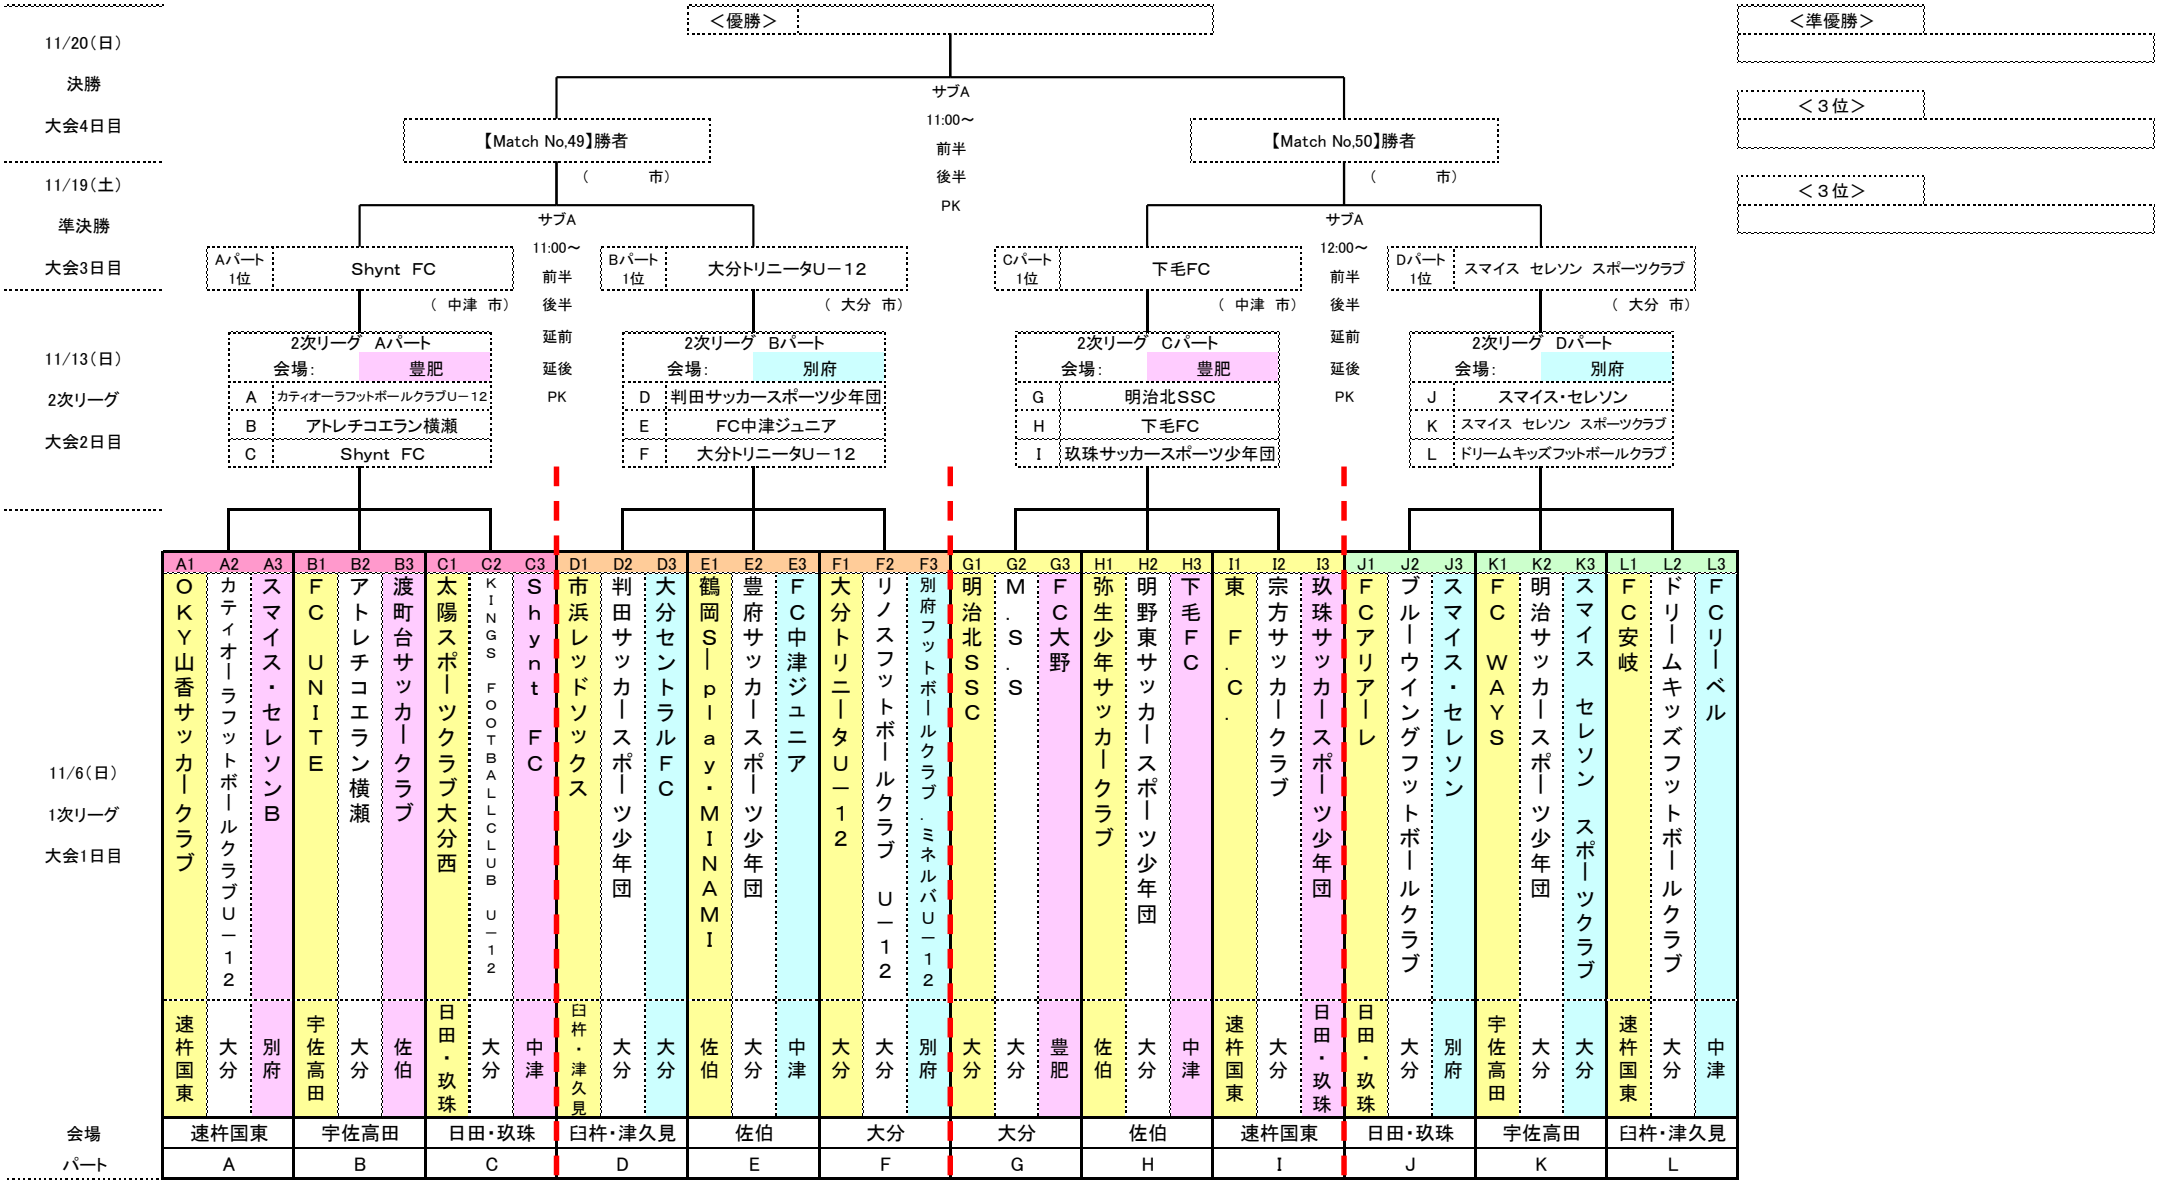 ＜優勝＞
＜準優勝＞
11/20(日)
決勝
大会4日目
サブA
11:00～
前半
後半
PK
＜３位＞
【Match No,49】勝者
【Match No,50】勝者
(　　　市)
(　　　市)
＜３位＞
11/19(土)
準決勝
大会3日目
サブA
11:00～
前半
後半
延前
延後
PK
サブA
12:00～
前半
後半
延前
延後
PK
Aパート 1位 Shynt FC
Bパート 1位 大分トリニータU－12
Cパート 1位 下毛FC
Dパート 1位 スマイス セレソン スポーツクラブ
( 中津 市)
( 大分 市)
( 中津 市)
( 大分 市)
11/13(日)
2次リーグ
大会2日目
2次リーグ Aパート
会場: 豊肥
A カティオーラフットボールクラブU－12
B アトレチコエラン横瀬
C Shynt FC
2次リーグ Bパート
会場: 別府
D 判田サッカースポーツ少年団
E FC中津ジュニア
F 大分トリニータU－12
2次リーグ Cパート
会場: 豊肥
G 明治北SSC
H 下毛FC
I 玖珠サッカースポーツ少年団
2次リーグ Dパート
会場: 別府
J スマイス・セレソン
K スマイス セレソン スポーツクラブ
L ドリームキッズフットボールクラブ
11/6(日)
1次リーグ
大会1日目
A1 OKY山香サッカークラブ 速杵国東
A2 カティオーラフットボールクラブU－12 大分
A3 スマイス・セレソンB 別府
B1 FC UNITE 宇佐高田
B2 アトレチコエラン横瀬 大分
B3 渡町台サッカークラブ 佐伯
C1 太陽スポーツクラブ大分西 日田・玖珠
C2 KINGS FOOTBALLCLUB U－12 大分
C3 Shynt FC 中津
D1 市浜レッドソックス 臼杵・津久見
D2 判田サッカースポーツ少年団 大分
D3 大分セントラルFC 大分
E1 鶴岡S－play・MINAMI 佐伯
E2 豊府サッカースポーツ少年団 大分
E3 FC中津ジュニア 中津
F1 大分トリニータU－12 大分
F2 リノスフットボールクラブ U－12 大分
F3 別府フットボールクラブ．ミネルバU－12 別府
G1 明治北SSC 大分
G2 M．S．S 大分
G3 FC大野 豊肥
H1 弥生少年サッカークラブ 佐伯
H2 明野東サッカースポーツ少年団 大分
H3 下毛FC 中津
I1 東 F．C． 速杵国東
I2 宗方サッカークラブ 大分
I3 玖珠サッカースポーツ少年団 日田・玖珠
J1 FCアリアーレ 日田・玖珠
J2 ブルーウイングフットボールクラブ 大分
J3 スマイス・セレソン 別府
K1 FC WAYS 宇佐高田
K2 明治サッカースポーツ少年団 大分
K3 スマイス セレソン スポーツクラブ 大分
L1 FC安岐 速杵国東
L2 ドリームキッズフットボールクラブ 大分
L3 FCリーベル 中津
会場 速杵国東 宇佐高田 日田・玖珠 臼杵・津久見 佐伯 大分 大分 佐伯 速杵国東 日田・玖珠 宇佐高田 臼杵・津久見
パート A B C D E F G H I J K L